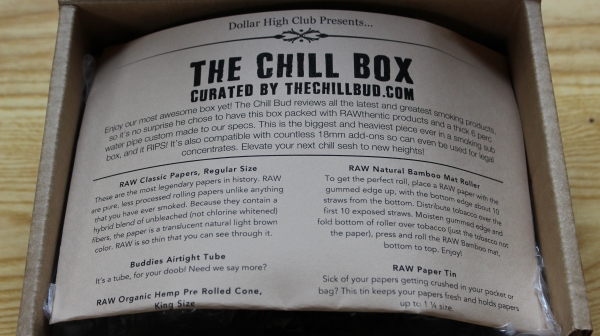 Dollar High Club Presents...
THE CHILL BOX
CURATED BY THECHILLBUD.COM
Enjoy our most awesome box yet! The Chill Bud reviews all the latest and greatest smoking products,
so it's no surprise he chose to have this box packed with RAWthentic products and a thick 6 perc
water pipe custom made to our specs. This is the biggest and heaviest piece ever in a smoking sub
box, and it RIPS! It's also compatible with countless 18mm add-ons so can even be used for legal
concentrates. Elevate your next chill sesh to new heights!
RAW Classic Papers, Regular Size
These are the most legendary papers in history. RAW
are pure, less processed rolling papers unlike anything
that you have ever smoked. Because they contain a
hybrid blend of unbleached (not chlorine whitened)
fibers, the paper is a translucent natural light brown
color. RAW is so thin that you can see through it.
Buddies Airtight Tube
It's a tube, for your doob! Need we say more?
RAW Organic Hemp Pre Rolled Cone,
King Size
RAW Natural Bamboo Mat Roller
To get the perfect roll, place a RAW paper with the
gummed edge up, with the bottom edge about 10
straws from the bottom. Distribute tobacco over the
first 10 exposed straws. Moisten gummed edge and
fold bottom of roller over tobacco (just the tobacco not
the paper), press and roll the RAW Bamboo mat,
bottom to top. Enjoy!
RAW Paper Tin
Sick of your papers getting crushed in your pocket or
bag? This tin keeps your papers fresh and holds papers
up to 1 ¼ size.